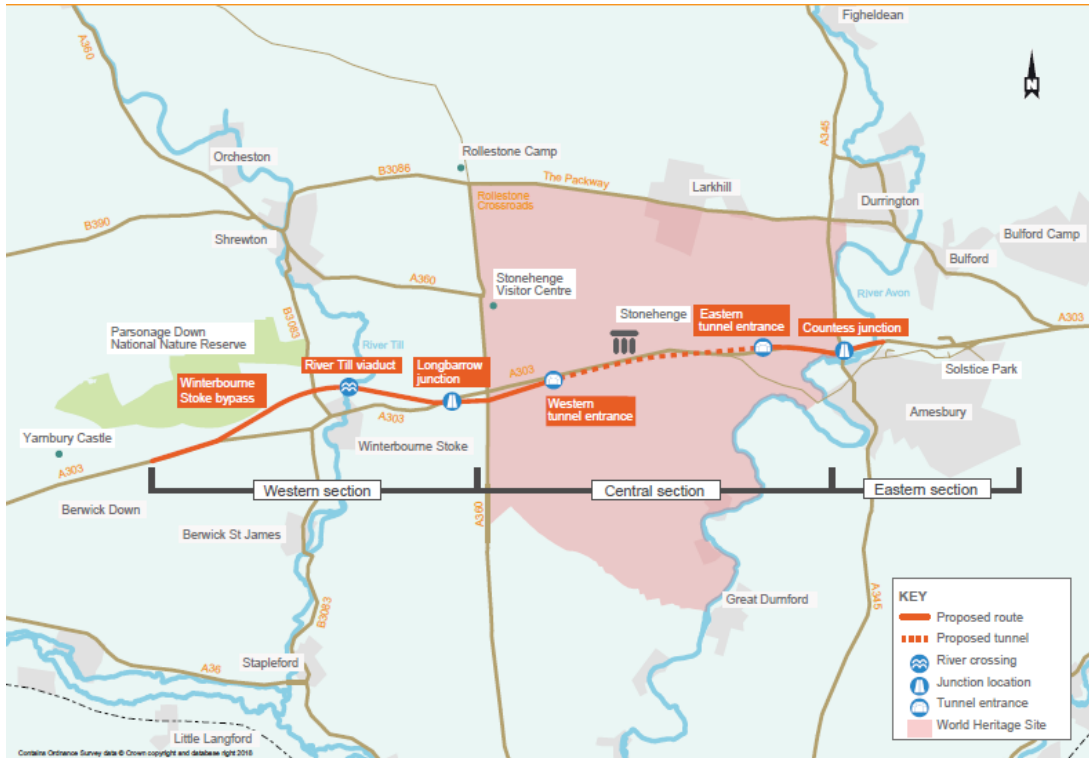 Figheldean
A360
N
A345
Orcheston
Rollestone Camp
B3086
The Packway
Larkhill
Rollestone
Crossroads
Durrington
B390
Shrewton
Bulford Camp
Bulford
A360
Stonehenge
Visitor Centre
River Avon
Stonehenge
Eastern
tunnel entrance
Countess junction
A303
B3083
Parsonage Down
National Nature Reserve
River Till
River Till viaduct
Longbarrow
junction
A303
Solstice Park
Winterbourne
Stoke bypass
Western
tunnel entrance
Amesbury
A303
Yarnbury Castle
Winterbourne Stoke
A303
Western section
Central section
Eastern section
Berwick Down
A360
Berwick St James
Great Durnford
A345
B3083
Stapleford
A36
Little Langford
KEY
Proposed route
Proposed tunnel
River crossing
Junction location
Tunnel entrance
World Heritage Site
Contains Ordnance Survey data © Crown copyright and database right 2018